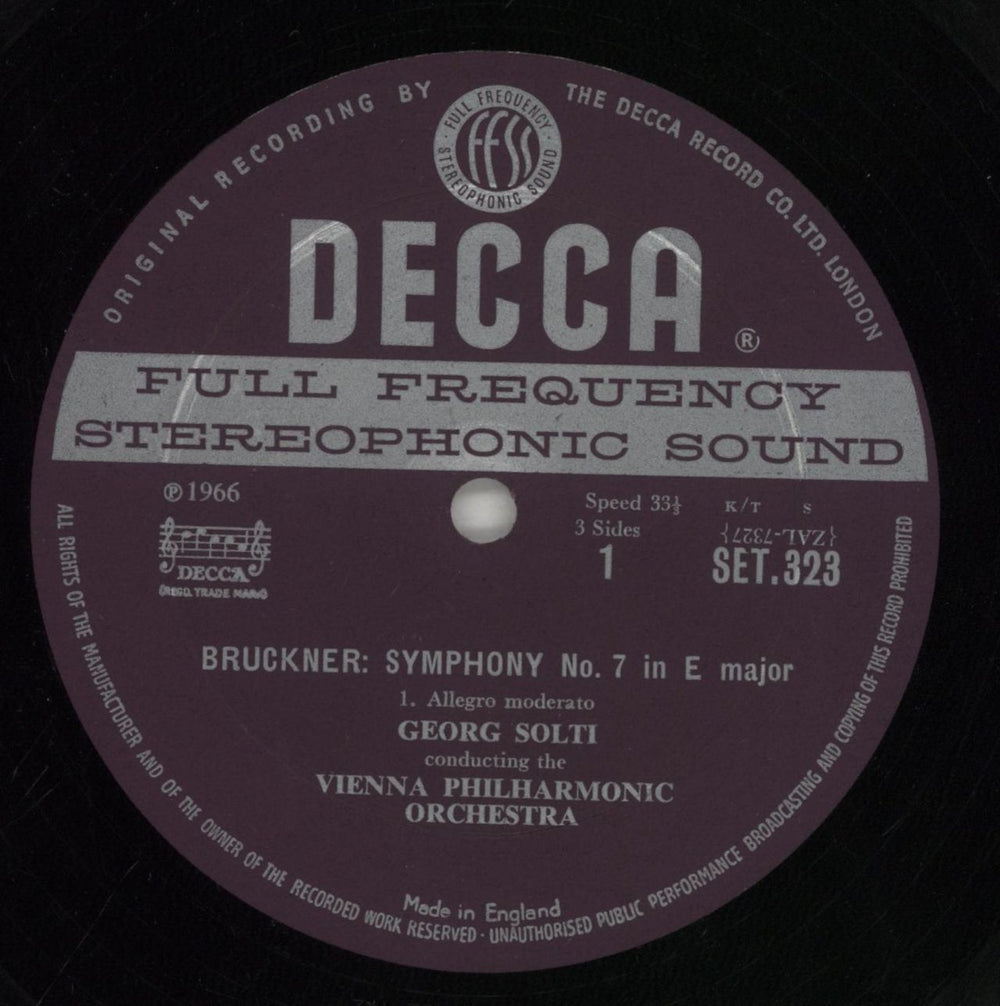 ORIGINAL RECORDING BY THE DECCA RECORD CO. LTD. LONDON
FULL FREQUENCY
FFSS
STEREOPHONIC SOUND
DECCA ®
FULL FREQUENCY
STEREOPHONIC SOUND
℗ 1966
DECCA
(REGD. TRADE MARK)
Speed 33⅓
3 Sides
1
K/T S
{ZAL-7327}
SET.323
BRUCKNER: SYMPHONY No. 7 in E major
1. Allegro moderato
GEORG SOLTI
conducting the
VIENNA PHILHARMONIC
ORCHESTRA
Made in England
ALL RIGHTS OF THE MANUFACTURER AND OF THE OWNER OF THE RECORDED WORK RESERVED · UNAUTHORISED PUBLIC PERFORMANCE BROADCASTING AND COPYING OF THIS RECORD PROHIBITED